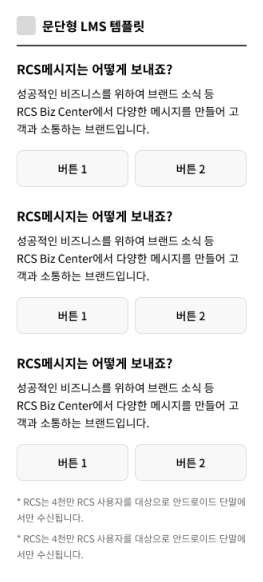 문단형 LMS 템플릿
RCS메시지는 어떻게 보내죠?
성공적인 비즈니스를 위하여 브랜드 소식 등
RCS Biz Center에서 다양한 메시지를 만들어 고
객과 소통하는 브랜드입니다.
버튼 1 버튼 2
RCS메시지는 어떻게 보내죠?
성공적인 비즈니스를 위하여 브랜드 소식 등
RCS Biz Center에서 다양한 메시지를 만들어 고
객과 소통하는 브랜드입니다.
버튼 1 버튼 2
RCS메시지는 어떻게 보내죠?
성공적인 비즈니스를 위하여 브랜드 소식 등
RCS Biz Center에서 다양한 메시지를 만들어 고
객과 소통하는 브랜드입니다.
버튼 1 버튼 2
* RCS는 4천만 RCS 사용자를 대상으로 안드로이드 단말에
서만 수신됩니다.
* RCS는 4천만 RCS 사용자를 대상으로 안드로이드 단말에
서만 수신됩니다.